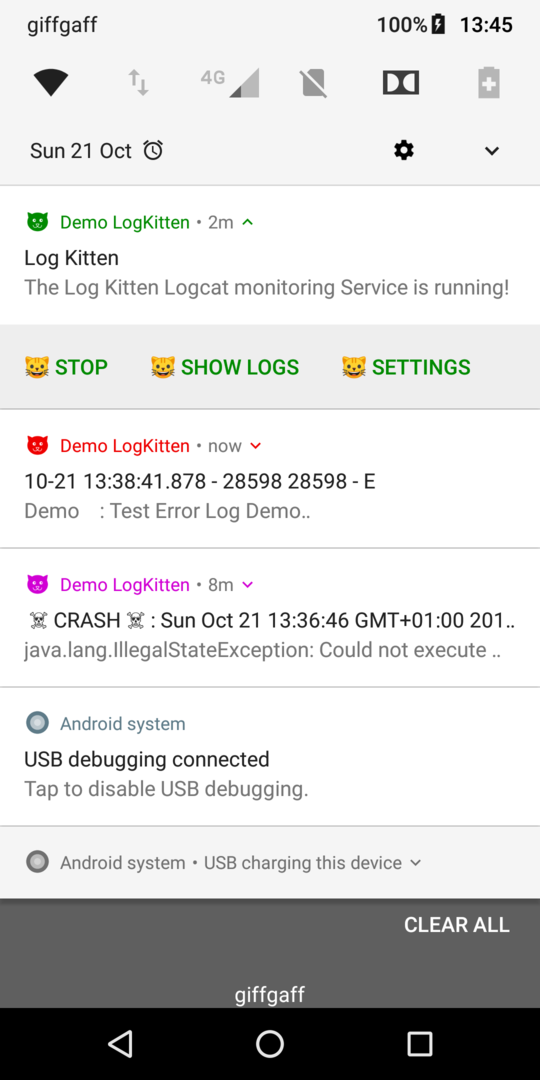 giffgaff 100% 13:45
4G
Sun 21 Oct
Demo LogKitten • 2m
Log Kitten
The Log Kitten Logcat monitoring Service is running!
😺 STOP 😺 SHOW LOGS 😺 SETTINGS
Demo LogKitten • now
10-21 13:38:41.878 - 28598 28598 - E
Demo : Test Error Log Demo..
Demo LogKitten • 8m
☠ CRASH ☠ : Sun Oct 21 13:36:46 GMT+01:00 201..
java.lang.IllegalStateException: Could not execute ..
Android system
USB debugging connected
Tap to disable USB debugging.
Android system • USB charging this device
CLEAR ALL
giffgaff